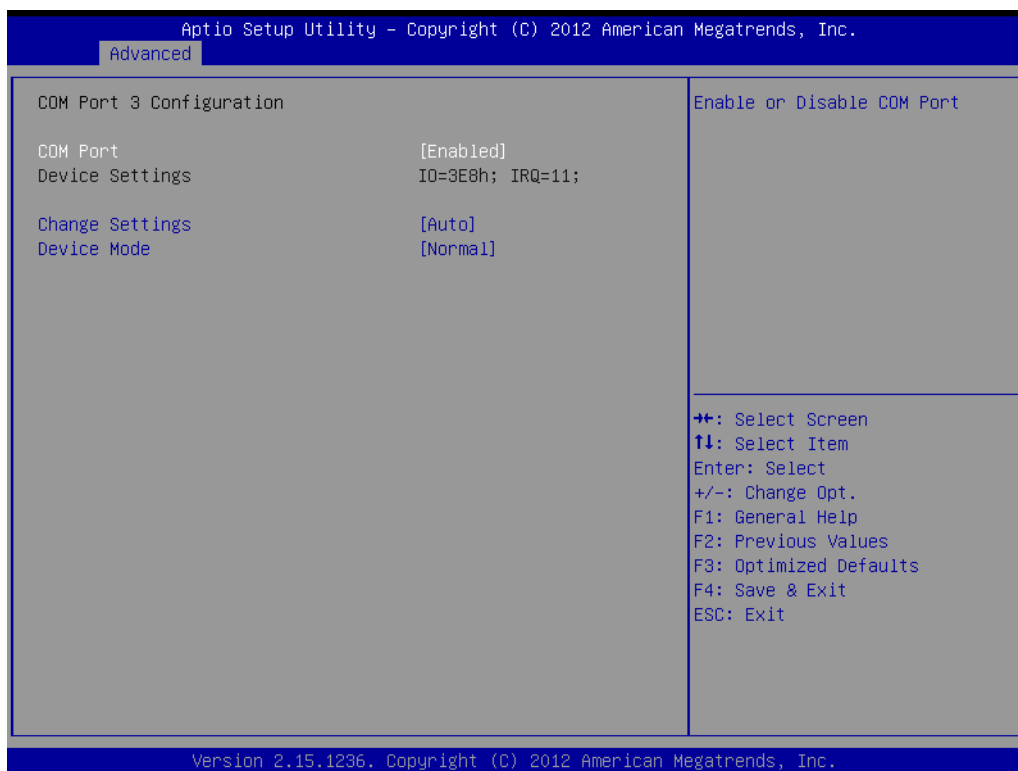 Aptio Setup Utility – Copyright (C) 2012 American Megatrends, Inc.
Advanced
COM Port 3 Configuration
COM Port [Enabled]
Device Settings IO=3E8h; IRQ=11;
Change Settings [Auto]
Device Mode [Normal]
Enable or Disable COM Port
→←: Select Screen
↑↓: Select Item
Enter: Select
+/-: Change Opt.
F1: General Help
F2: Previous Values
F3: Optimized Defaults
F4: Save & Exit
ESC: Exit
Version 2.15.1236. Copyright (C) 2012 American Megatrends, Inc.